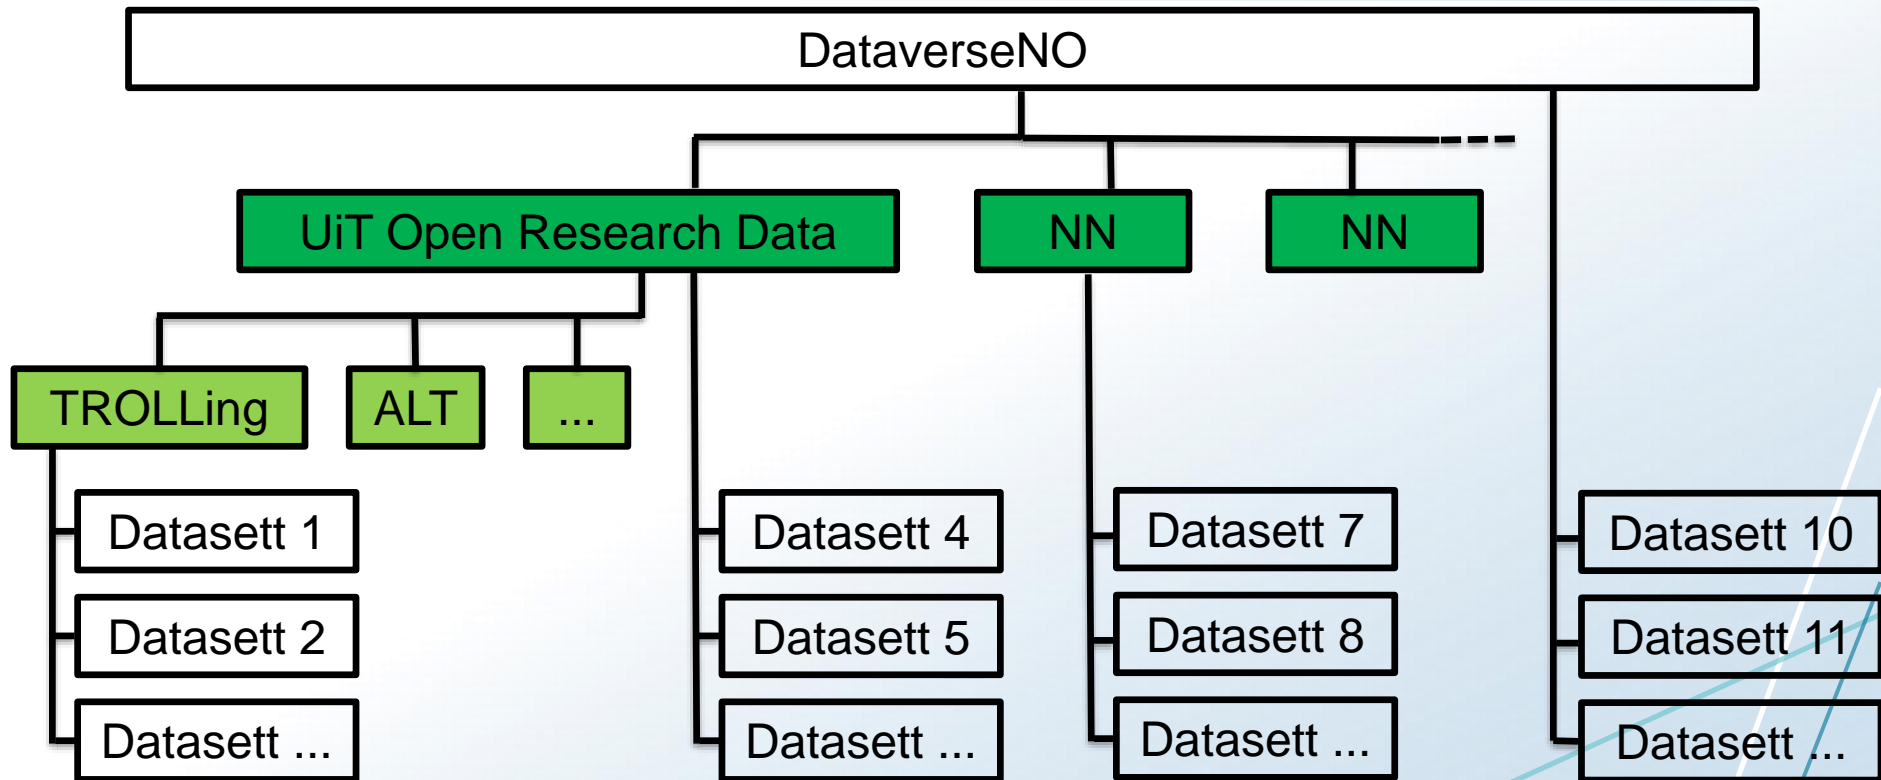 DataverseNO
UiT Open Research Data
NN
NN
TROLLing
ALT
...
Datasett 1
Datasett 4
Datasett 7
Datasett 10
Datasett 2
Datasett 5
Datasett 8
Datasett 11
Datasett ...
Datasett ...
Datasett ...
Datasett ...